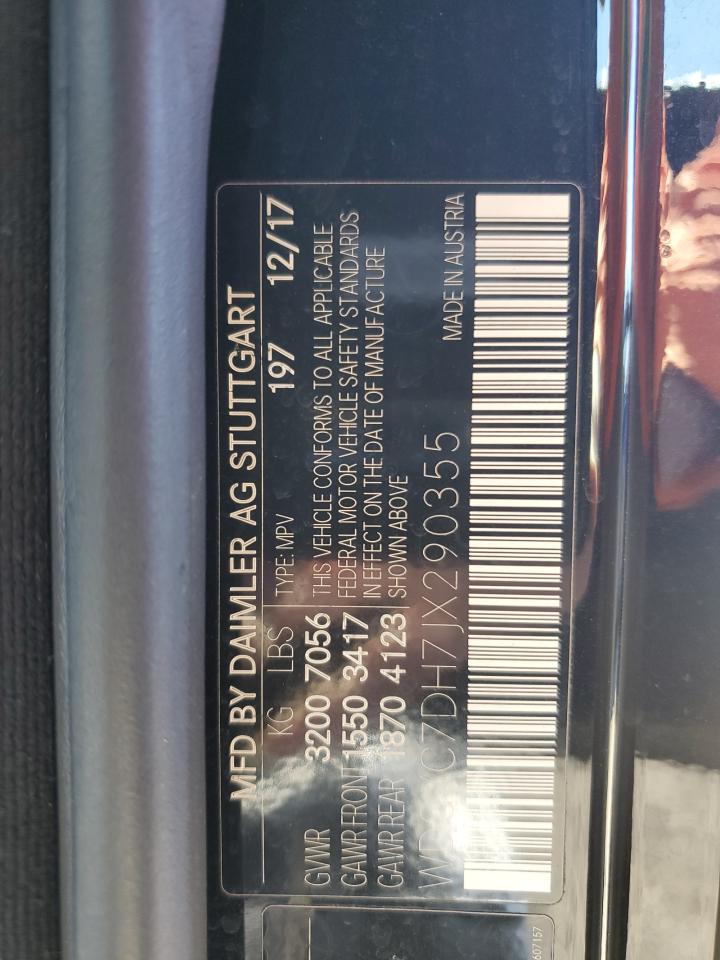 MFD BY DAIMLER AG STUTTGART
KG LBS TYPE: MPV 197 12/17
GVWR 3200 7056 THIS VEHICLE CONFORMS TO ALL APPLICABLE
GAWR FRONT 1550 3417 FEDERAL MOTOR VEHICLE SAFETY STANDARDS
GAWR REAR 1870 4123 IN EFFECT ON THE DATE OF MANUFACTURE
SHOWN ABOVE
MADE IN AUSTRIA
607157